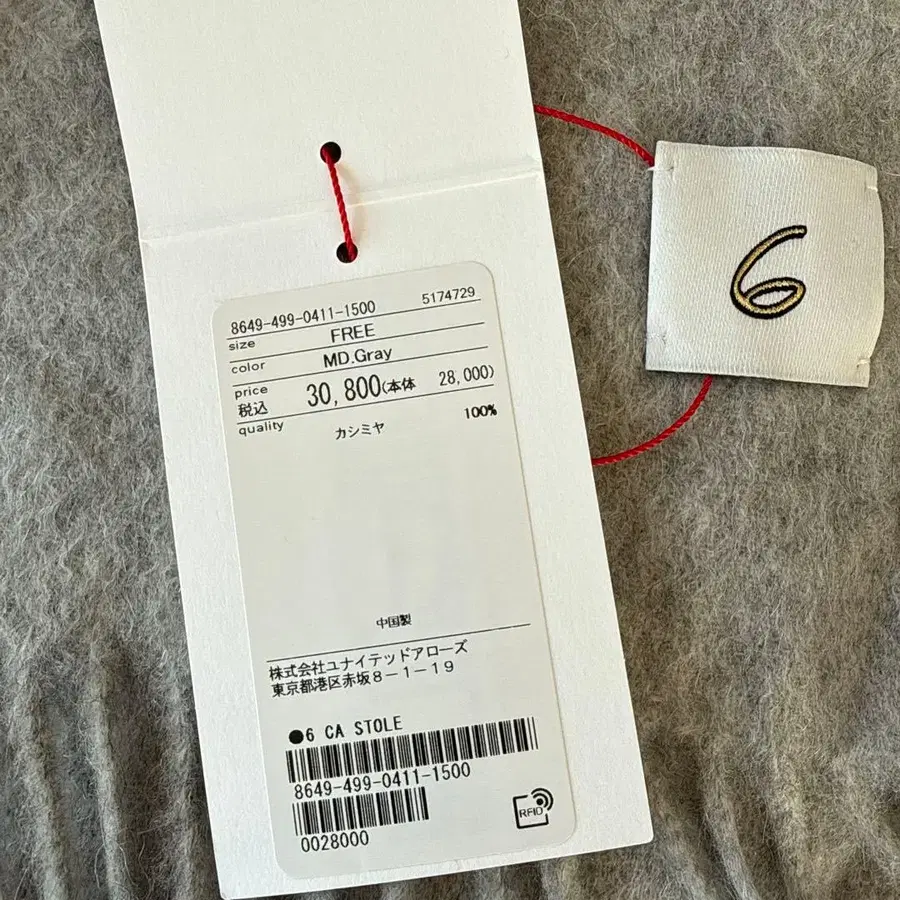 8649-499-0411-1500 5174729
size FREE
color MD.Gray
price
税込 30,800(本体 28,000)
quality カシミヤ 100%
中国製
株式会社ユナイテッドアローズ
東京都港区赤坂8-1-19
●6 CA STOLE
8649-499-0411-1500
0028000
RFID
6